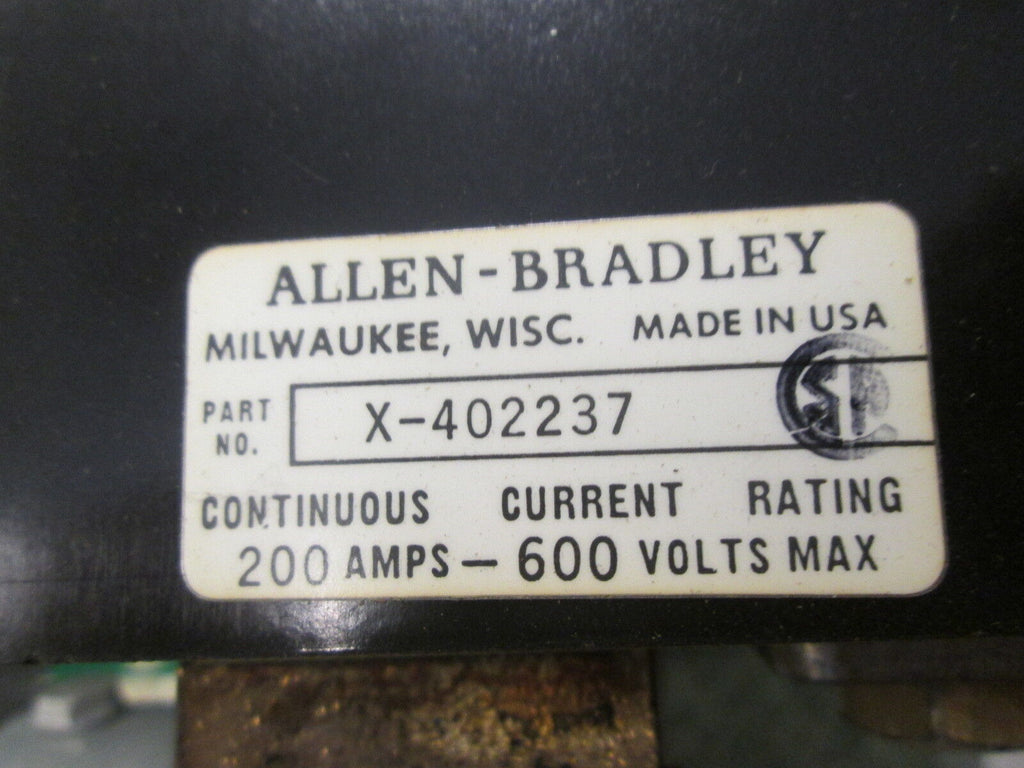 ALLEN-BRADLEY
MILWAUKEE, WISC. MADE IN USA
PART NO. X-402237
CONTINUOUS CURRENT RATING
200 AMPS — 600 VOLTS MAX